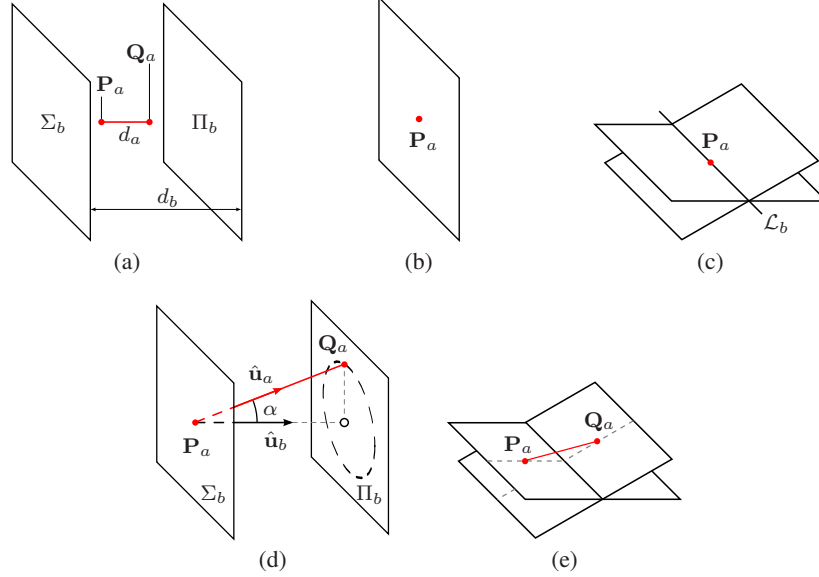 Q_a
P_a
Σ_b
d_a
Π_b
d_b
(a)
P_a
(b)
P_a
ℒ_b
(c)
Q_a
û_a
α
P_a
û_b
Σ_b
Π_b
(d)
P_a
Q_a
(e)